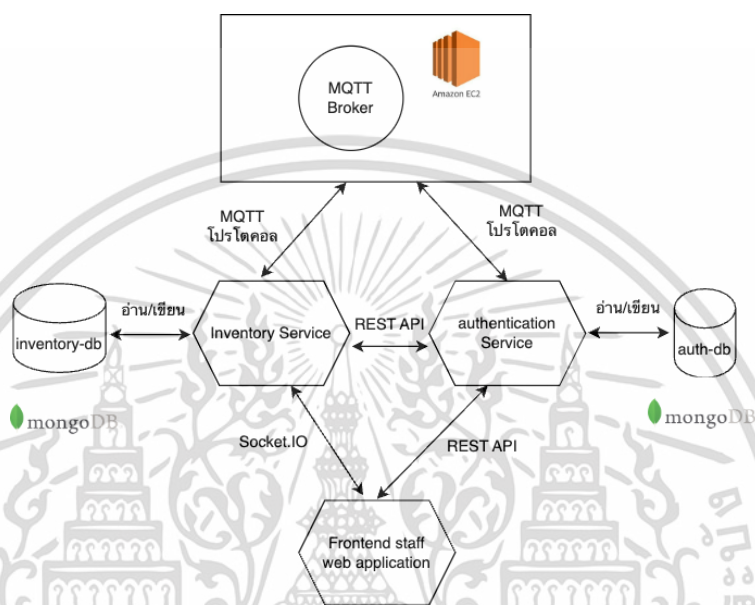 MQTT
Broker
Amazon EC2
MQTT
โปรโตคอล
MQTT
โปรโตคอล
inventory-db
อ่าน/เขียน
Inventory Service
REST API
authentication
Service
อ่าน/เขียน
auth-db
mongoDB
mongoDB
Socket.IO
REST API
Frontend staff
web application